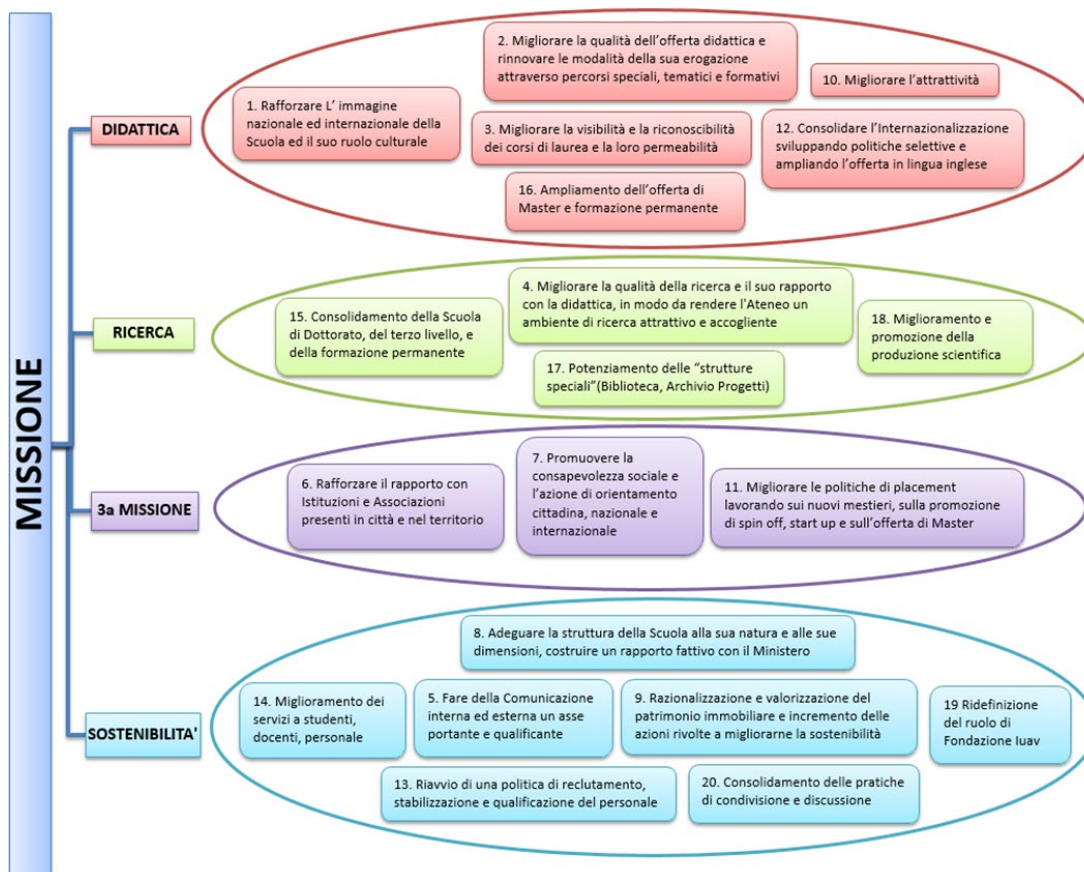 MISSIONE
DIDATTICA
1. Rafforzare L' immagine
nazionale ed internazionale della
Scuola ed il suo ruolo culturale
2. Migliorare la qualità dell'offerta didattica e
rinnovare le modalità della sua erogazione
attraverso percorsi speciali, tematici e formativi
10. Migliorare l'attrattività
3. Migliorare la visibilità e la riconoscibilità
dei corsi di laurea e la loro permeabilità
12. Consolidare l'Internazionalizzazione
sviluppando politiche selettive e
ampliando l'offerta in lingua inglese
16. Ampliamento dell'offerta di
Master e formazione permanente
RICERCA
15. Consolidamento della Scuola
di Dottorato, del terzo livello, e
della formazione permanente
4. Migliorare la qualità della ricerca e il suo rapporto
con la didattica, in modo da rendere l'Ateneo un
ambiente di ricerca attrattivo e accogliente
18. Miglioramento e
promozione della
produzione scientifica
17. Potenziamento delle "strutture
speciali"(Biblioteca, Archivio Progetti)
3a MISSIONE
6. Rafforzare il rapporto con
Istituzioni e Associazioni
presenti in città e nel territorio
7. Promuovere la
consapevolezza sociale e
l'azione di orientamento
cittadina, nazionale e
internazionale
11. Migliorare le politiche di placement
lavorando sui nuovi mestieri, sulla promozione
di spin off, start up e sull'offerta di Master
SOSTENIBILITA'
8. Adeguare la struttura della Scuola alla sua natura e alle sue
dimensioni, costruire un rapporto fattivo con il Ministero
14. Miglioramento dei
servizi a studenti,
docenti, personale
5. Fare della Comunicazione
interna ed esterna un asse
portante e qualificante
9. Razionalizzazione e valorizzazione del
patrimonio immobiliare e incremento delle
azioni rivolte a migliorarne la sostenibilità
19 Ridefinizione
del ruolo di
Fondazione Iuav
13. Riavvio di una politica di reclutamento,
stabilizzazione e qualificazione del personale
20. Consolidamento delle pratiche
di condivisione e discussione